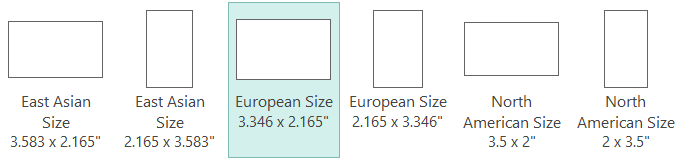 East Asian
Size
3.583 x 2.165"
East Asian
Size
2.165 x 3.583"
European Size
3.346 x 2.165"
European Size
2.165 x 3.346"
North
American Size
3.5 x 2"
North
American Size
2 x 3.5"